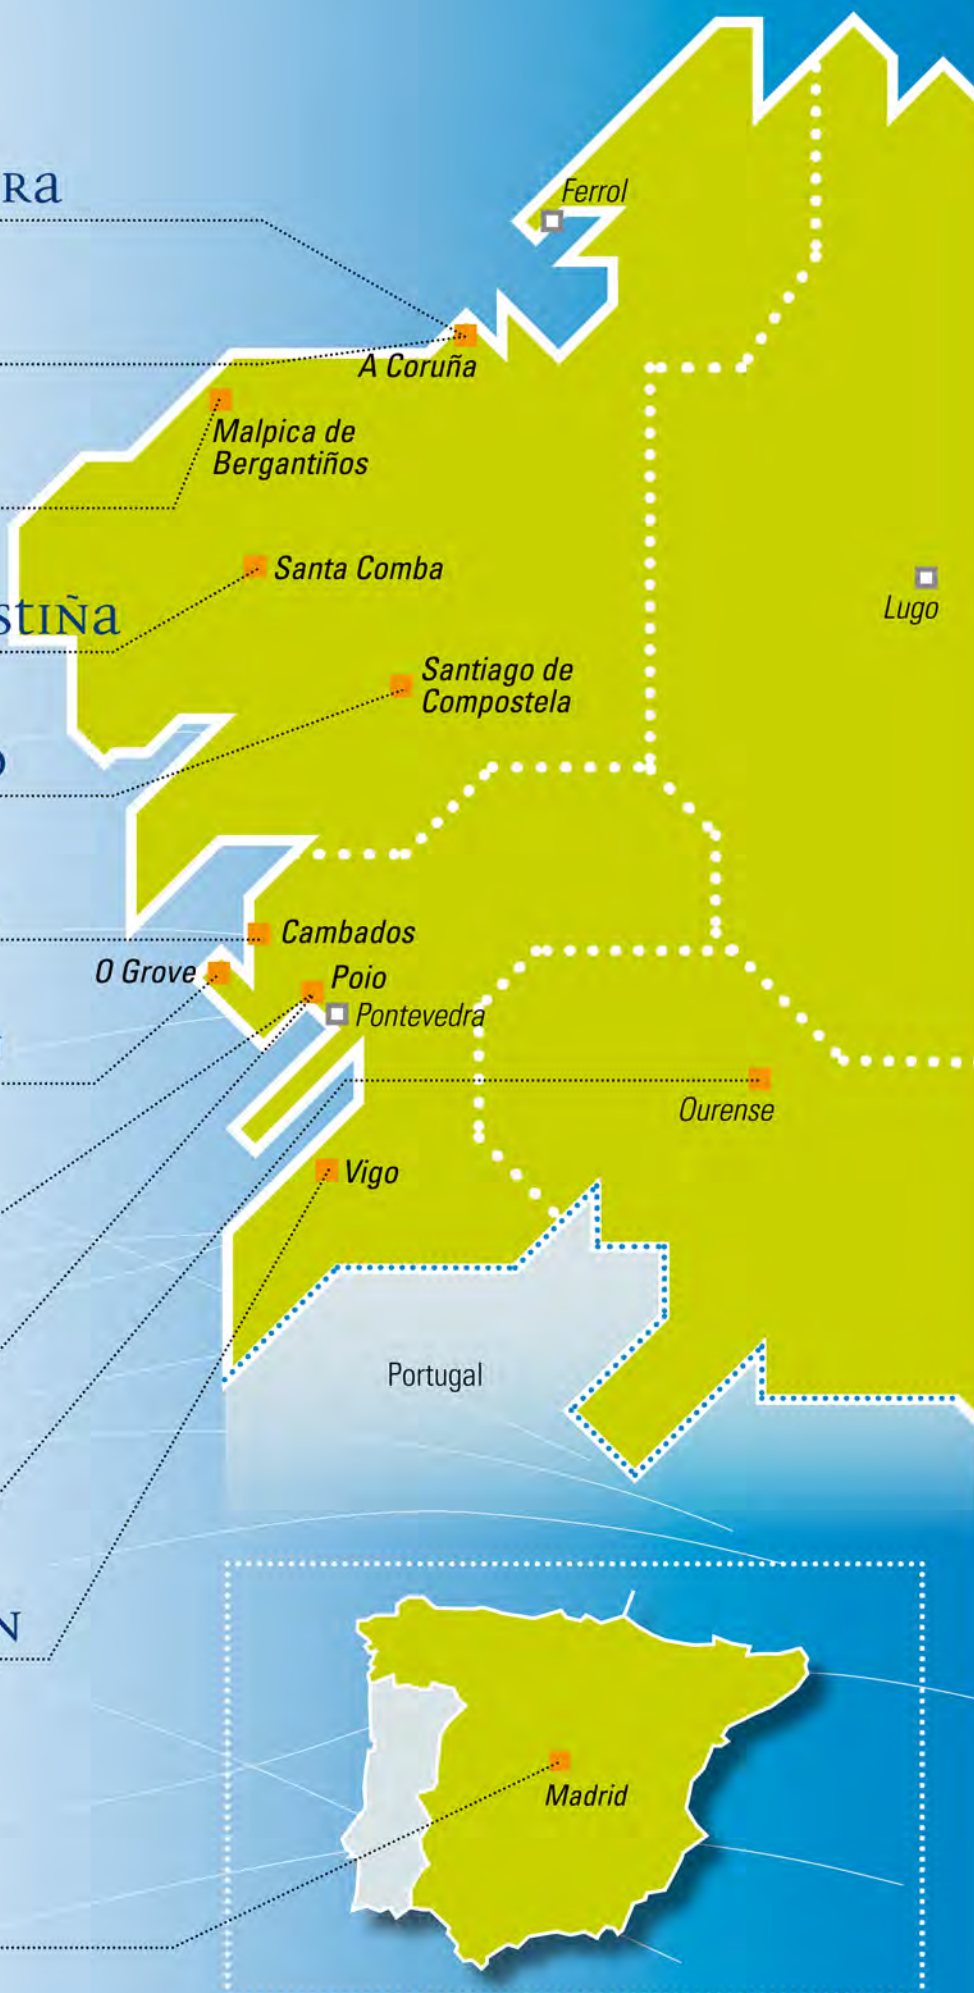 Ra
Ferrol
A Coruña
Malpica de
Bergantiños
Santa Comba
Lugo
stiña
Santiago de
Compostela
o
Cambados
O Grove
Poio
Pontevedra
Ourense
Vigo
Portugal
N
Madrid